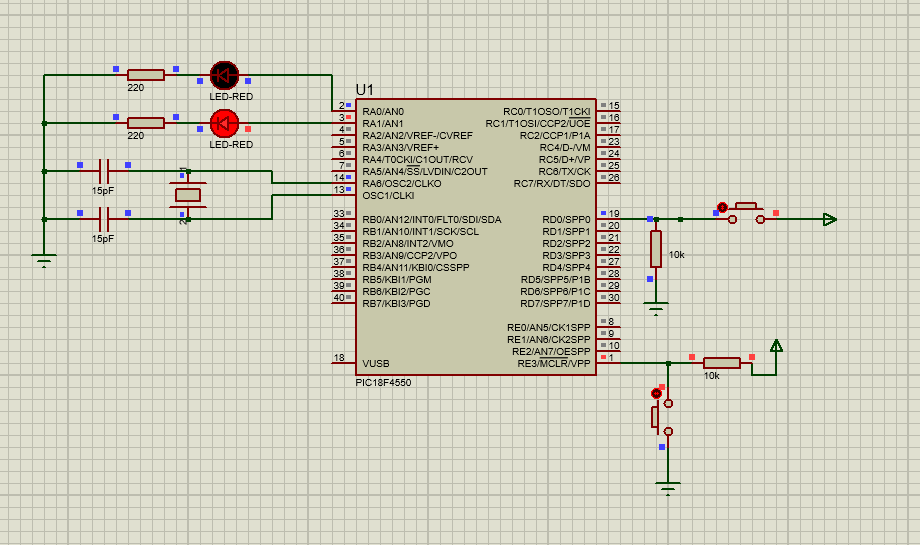 220
LED-RED
220
LED-RED
15pF
15pF
U1
2 RA0/AN0
3 RA1/AN1
4 RA2/AN2/VREF-/CVREF
5 RA3/AN3/VREF+
6 RA4/T0CKI/C1OUT/RCV
7 RA5/AN4/SS/LVDIN/C2OUT
14 RA6/OSC2/CLKO
13 OSC1/CLKI
33 RB0/AN12/INT0/FLT0/SDI/SDA
34 RB1/AN10/INT1/SCK/SCL
35 RB2/AN8/INT2/VMO
36 RB3/AN9/CCP2/VPO
37 RB4/AN11/KBI0/CSSPP
38 RB5/KBI1/PGM
39 RB6/KBI2/PGC
40 RB7/KBI3/PGD
18 VUSB
RC0/T1OSO/T1CKI 15
RC1/T1OSI/CCP2/UOE 16
RC2/CCP1/P1A 17
RC4/D-/VM 23
RC5/D+/VP 24
RC6/TX/CK 25
RC7/RX/DT/SDO 26
RD0/SPP0 19
RD1/SPP1 20
RD2/SPP2 21
RD3/SPP3 22
RD4/SPP4 27
RD5/SPP5/P1B 28
RD6/SPP6/P1C 29
RD7/SPP7/P1D 30
RE0/AN5/CK1SPP 8
RE1/AN6/CK2SPP 9
RE2/AN7/OESPP 10
RE3/MCLR/VPP 1
PIC18F4550
10k
10k